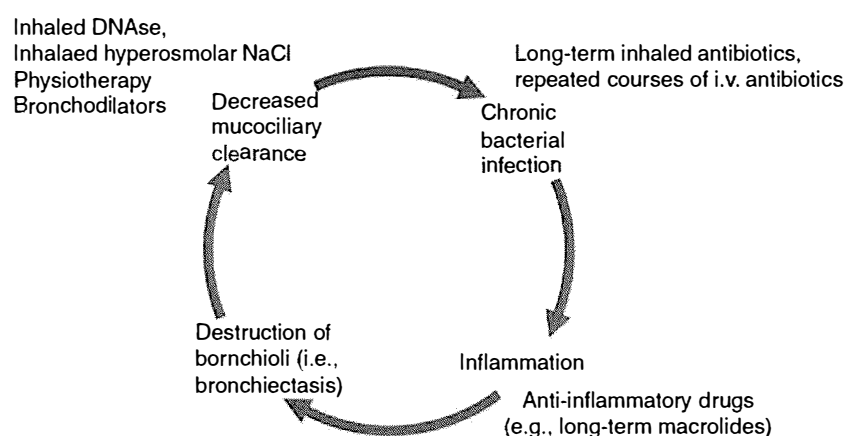 Inhaled DNAse,
Inhalaed hyperosmolar NaCl
Physiotherapy
Bronchodilators
Decreased
mucociliary
clearance
Long-term inhaled antibiotics,
repeated courses of i.v. antibiotics
Chronic
bacterial
infection
Inflammation
Anti-inflammatory drugs
(e.g., long-term macrolides)
Destruction of
bornchioli (i.e.,
bronchiectasis)